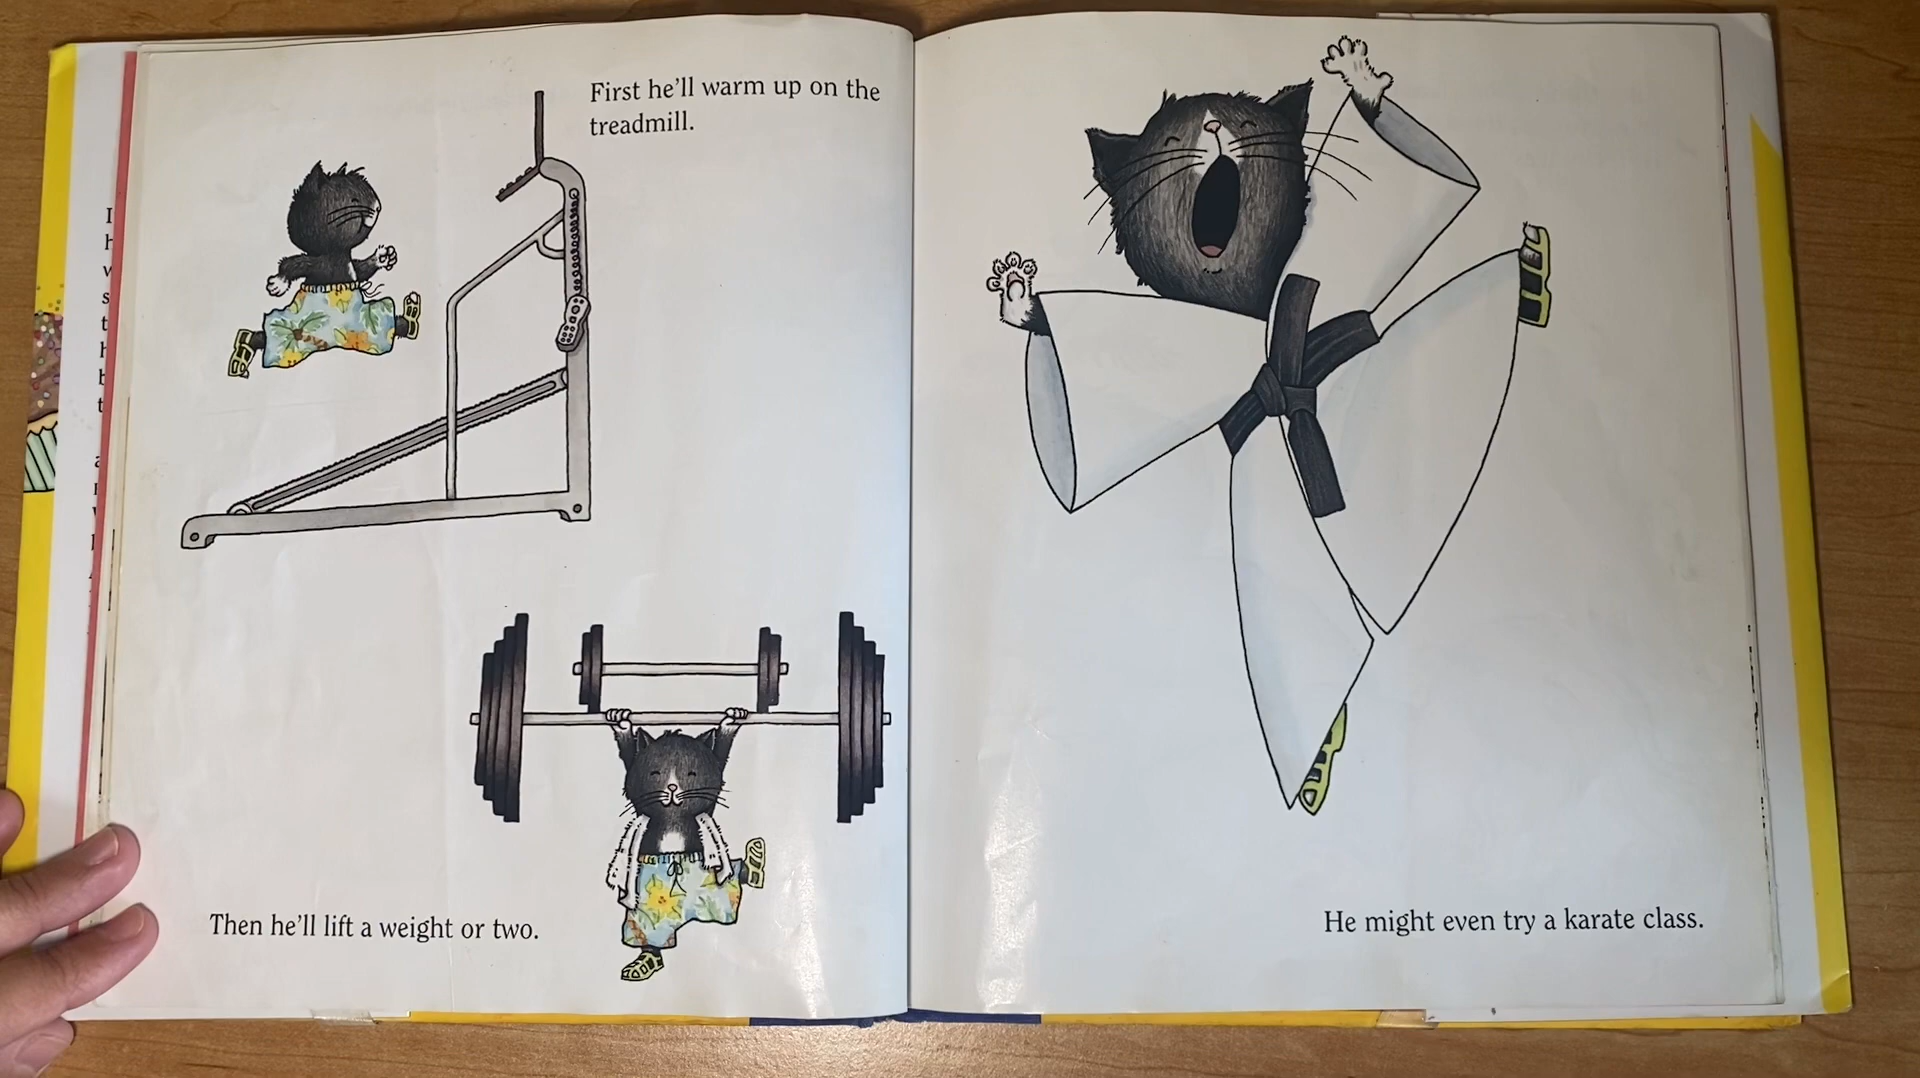 First he'll warm up on the
treadmill.
Then he'll lift a weight or two.
He might even try a karate class.